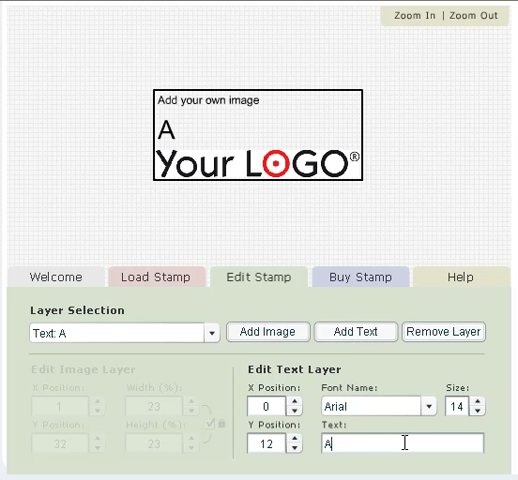 Zoom In | Zoom Out
Add your own image
A
Your LOGO®
Welcome
Load Stamp
Edit Stamp
Buy Stamp
Help
Layer Selection
Text: A
Add Image
Add Text
Remove Layer
Edit Image Layer
X Position:
Width (%):
1
23
Y Position:
Height (%):
32
23
Edit Text Layer
X Position:
Font Name:
Size:
0
Arial
14
Y Position:
Text:
12
A